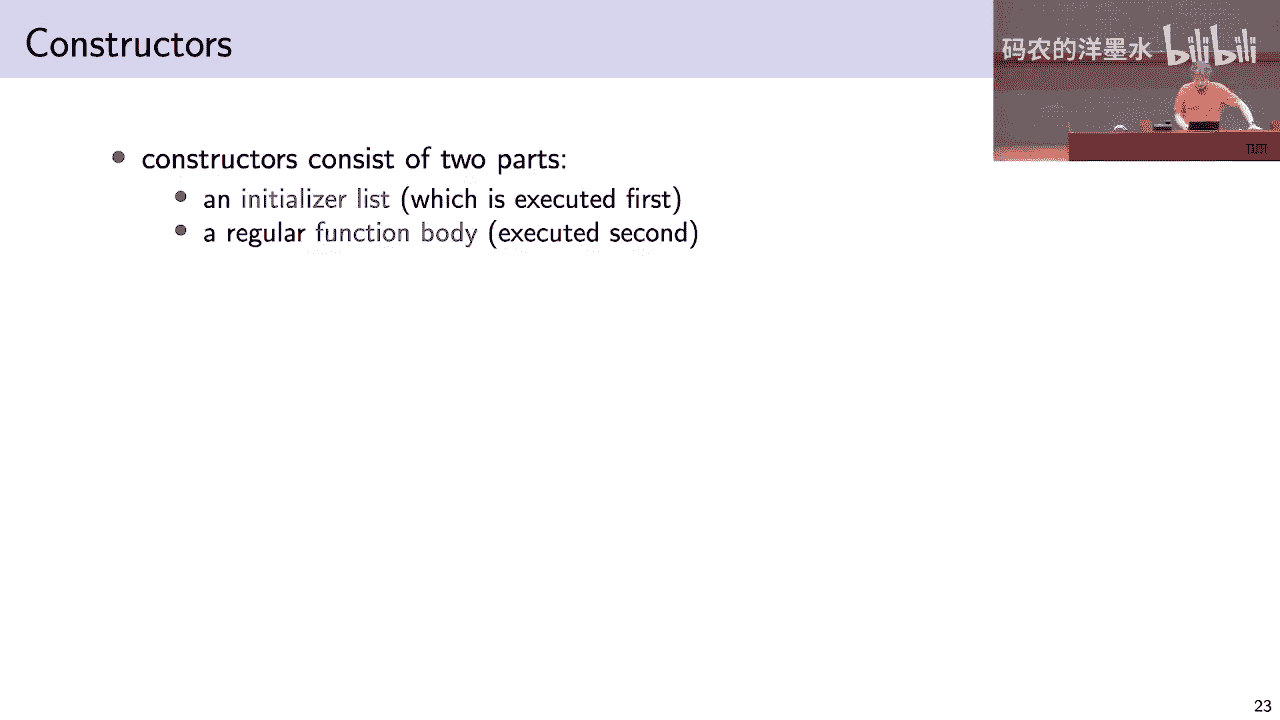 Constructors
码农的洋墨水 bilibili
constructors consist of two parts:
an initializer list (which is executed first)
a regular function body (executed second)
TUM
23